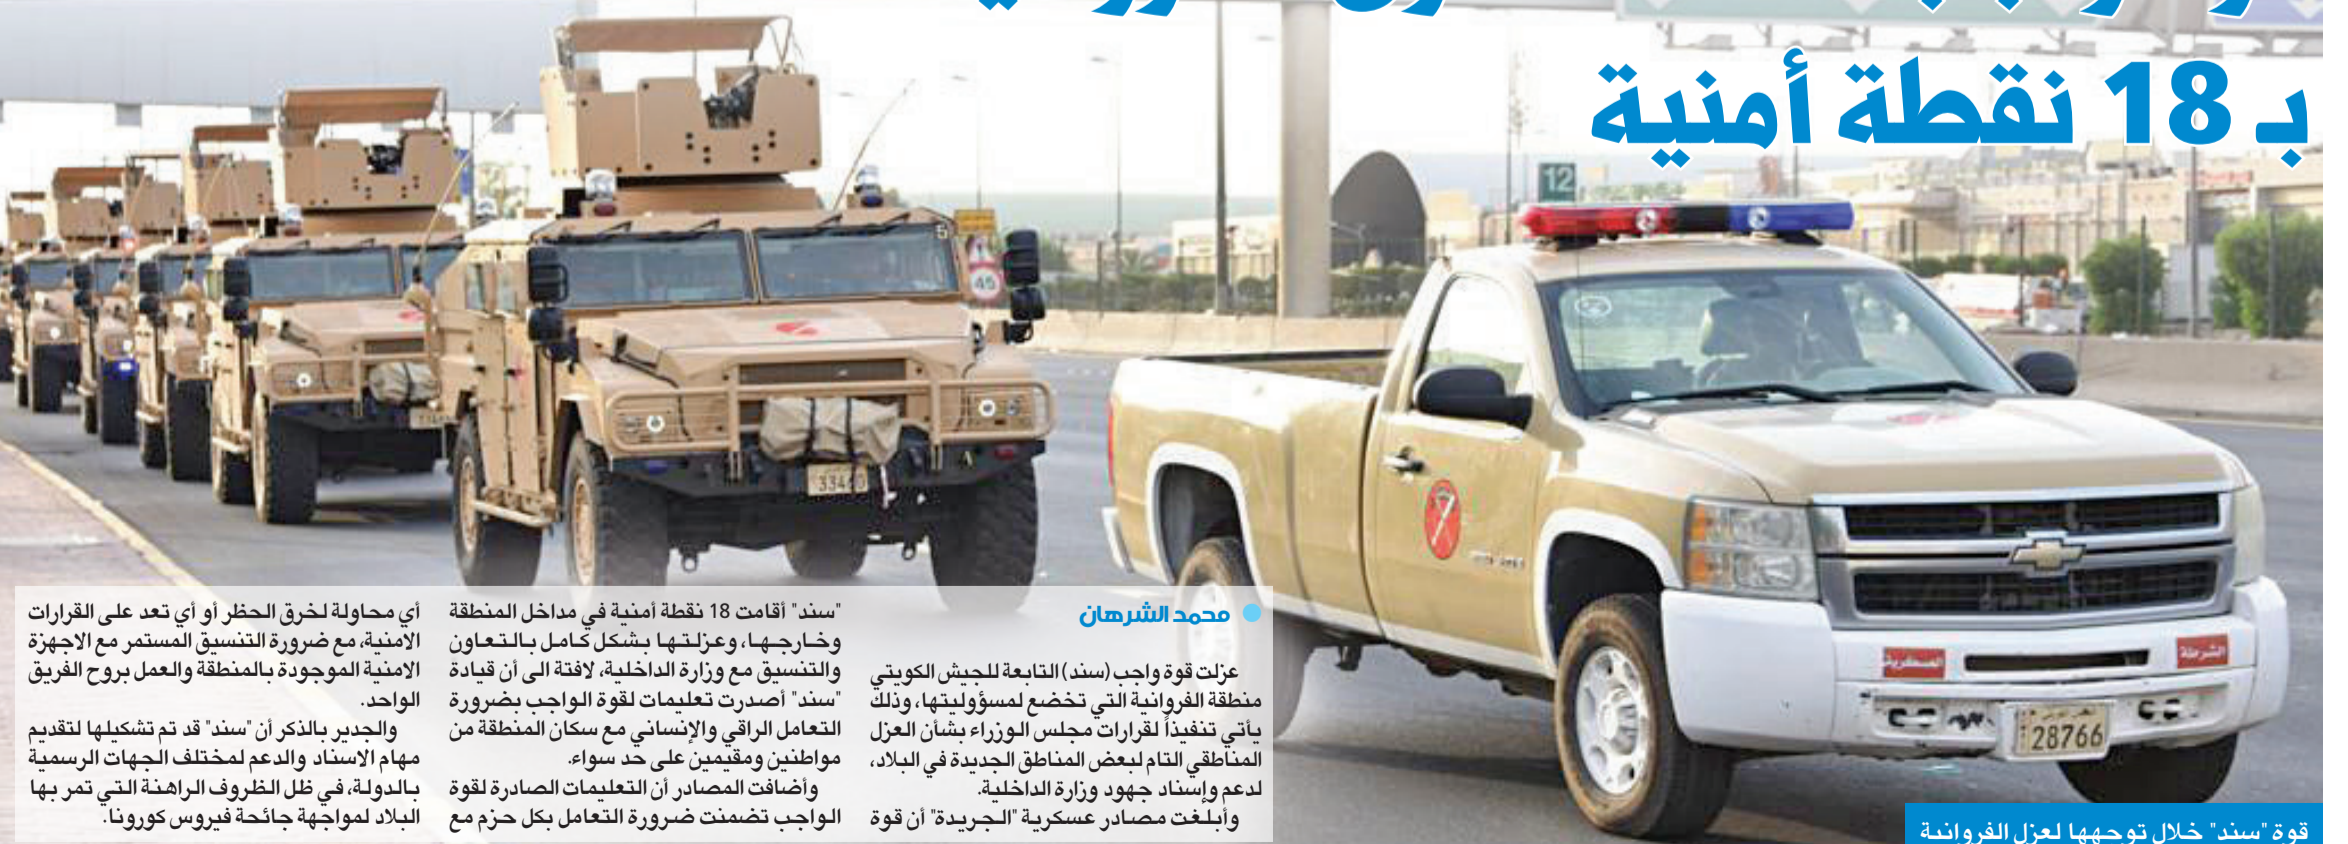 بـ 18 نقطة أمنية
12
45
5
33460
العسكرية
الشرطة
28766
محمد الشرهان
عزلت قوة واجب (سند) التابعة للجيش الكويتي
منطقة الفروانية التي تخضع لمسؤوليتها، وذلك
يأتي تنفيذاً لقرارات مجلس الوزراء بشأن العزل
المناطقي التام لبعض المناطق الجديدة في البلاد،
لدعم وإسناد جهود وزارة الداخلية.
وأبلغت مصادر عسكرية "الجريدة" أن قوة
"سند" أقامت 18 نقطة أمنية في مداخل المنطقة
وخارجها، وعزلتها بشكل كامل بالتعاون
والتنسيق مع وزارة الداخلية، لافتة الى أن قيادة
"سند" أصدرت تعليمات لقوة الواجب بضرورة
التعامل الراقي والإنساني مع سكان المنطقة من
مواطنين ومقيمين على حد سواء.
وأضافت المصادر أن التعليمات الصادرة لقوة
الواجب تضمنت ضرورة التعامل بكل حزم مع
أي محاولة لخرق الحظر أو أي تعد على القرارات
الامنية، مع ضرورة التنسيق المستمر مع الاجهزة
الامنية الموجودة بالمنطقة والعمل بروح الفريق
الواحد.
والجدير بالذكر أن "سند" قد تم تشكيلها لتقديم
مهام الاسناد والدعم لمختلف الجهات الرسمية
بالدولة، في ظل الظروف الراهنة التي تمر بها
البلاد لمواجهة جائحة فيروس كورونا.
قوة "سند" خلال توجهها لعزل الفروانية